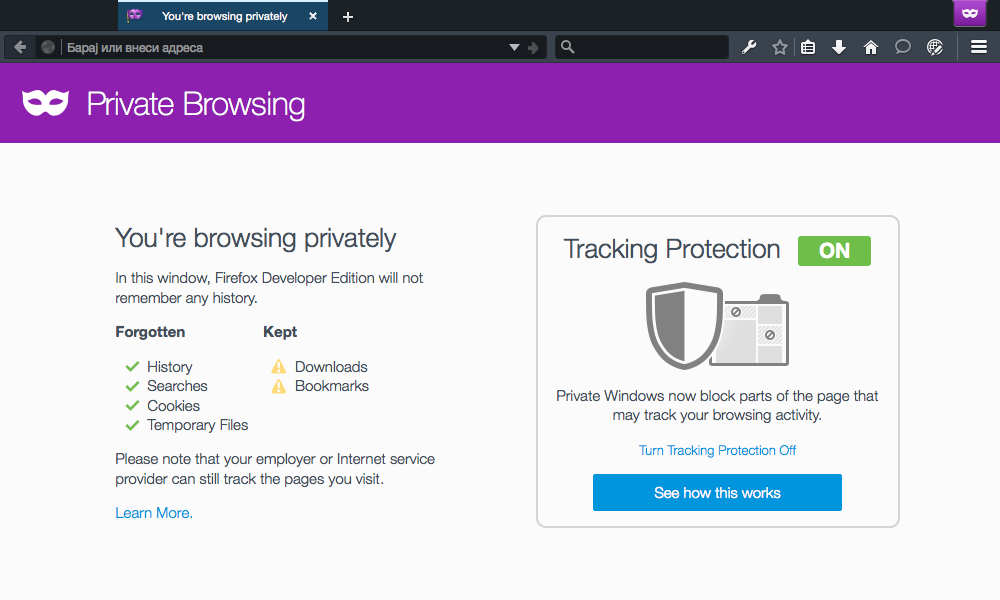 You're browsing privately
Барај или внеси адреса
Private Browsing
You're browsing privately
In this window, Firefox Developer Edition will not
remember any history.
Forgotten Kept
History Downloads
Searches Bookmarks
Cookies
Temporary Files
Please note that your employer or Internet service
provider can still track the pages you visit.
Learn More.
Tracking Protection ON
Private Windows now block parts of the page that
may track your browsing activity.
Turn Tracking Protection Off
See how this works